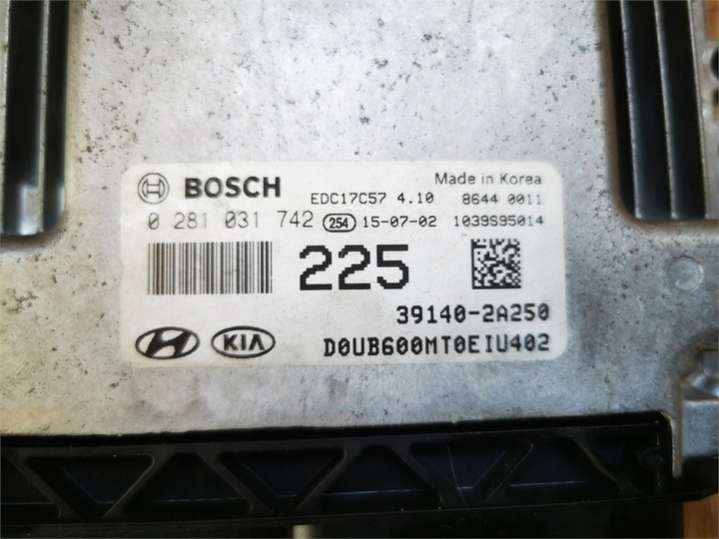 BOSCH EDC17C57 4.10 Made in Korea 8644 0011
0 281 031 742 254 15-07-02 1039S95014
225
39140-2A250
KIA D0UB600MT0EIU402